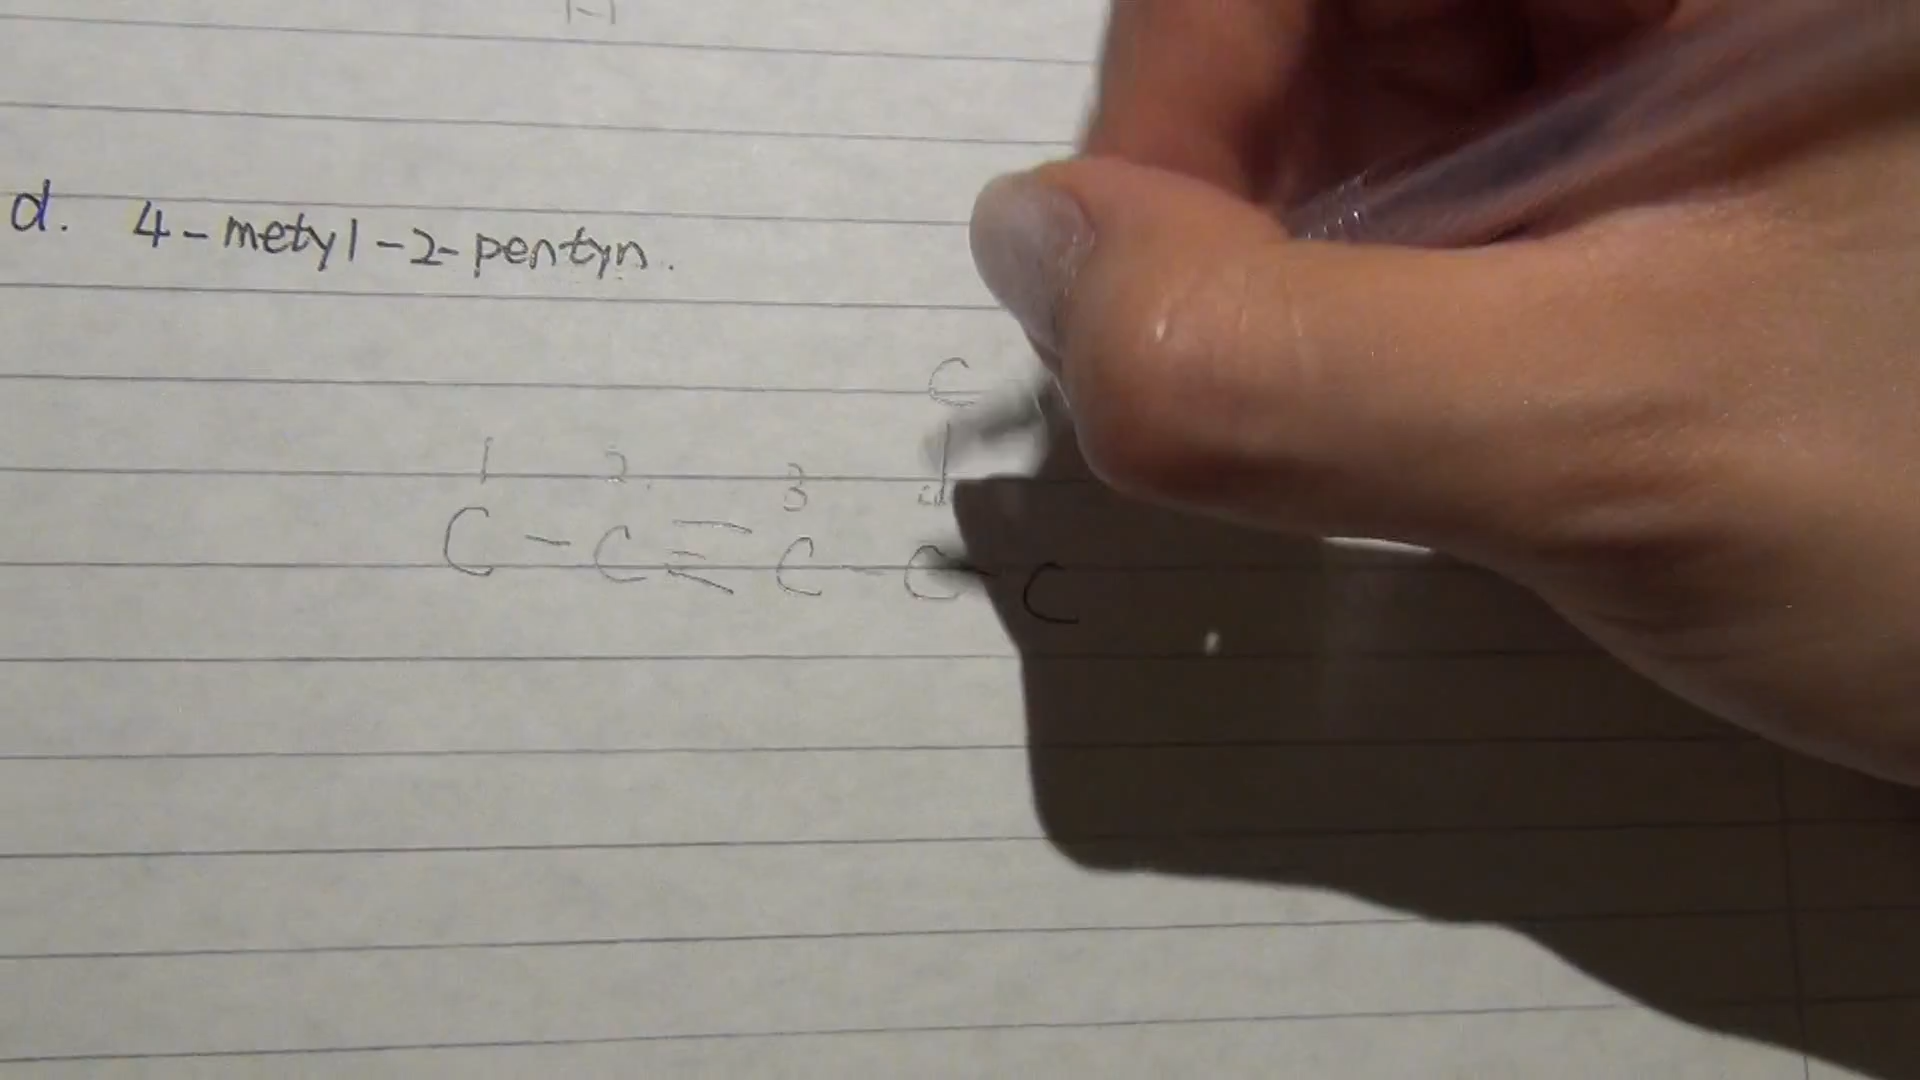 H
d. 4-metyl-2-pentyn.
C
1 2. 3 4
C - C ≡ C - C - C